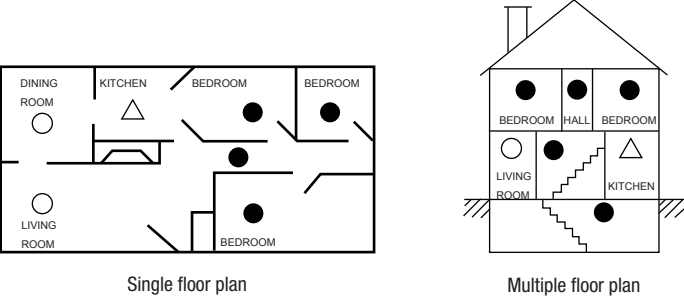 DINING
ROOM
KITCHEN
BEDROOM
BEDROOM
LIVING
ROOM
BEDROOM
Single floor plan
BEDROOM
HALL
BEDROOM
LIVING
ROOM
KITCHEN
Multiple floor plan